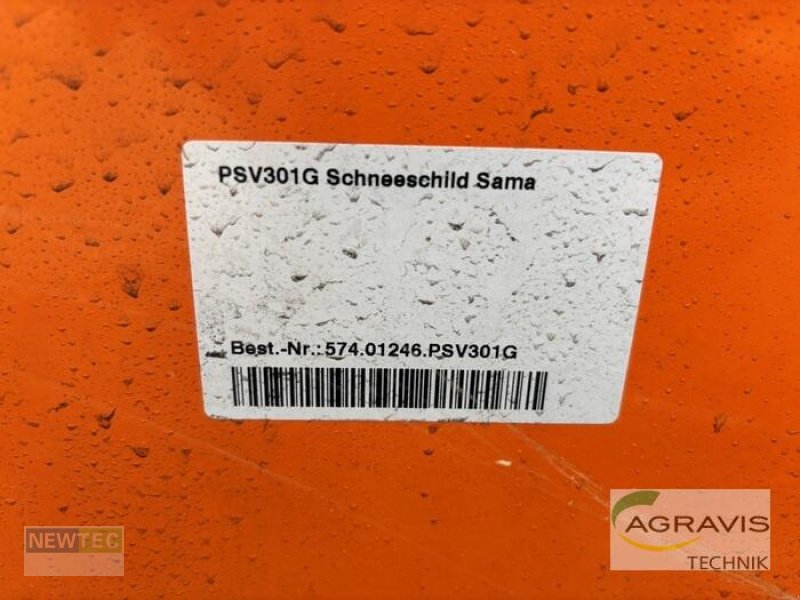 PSV301G Schneeschild Sama
Best.-Nr.: 574.01246.PSV301G
NEWTEC
AGRAVIS
TECHNIK